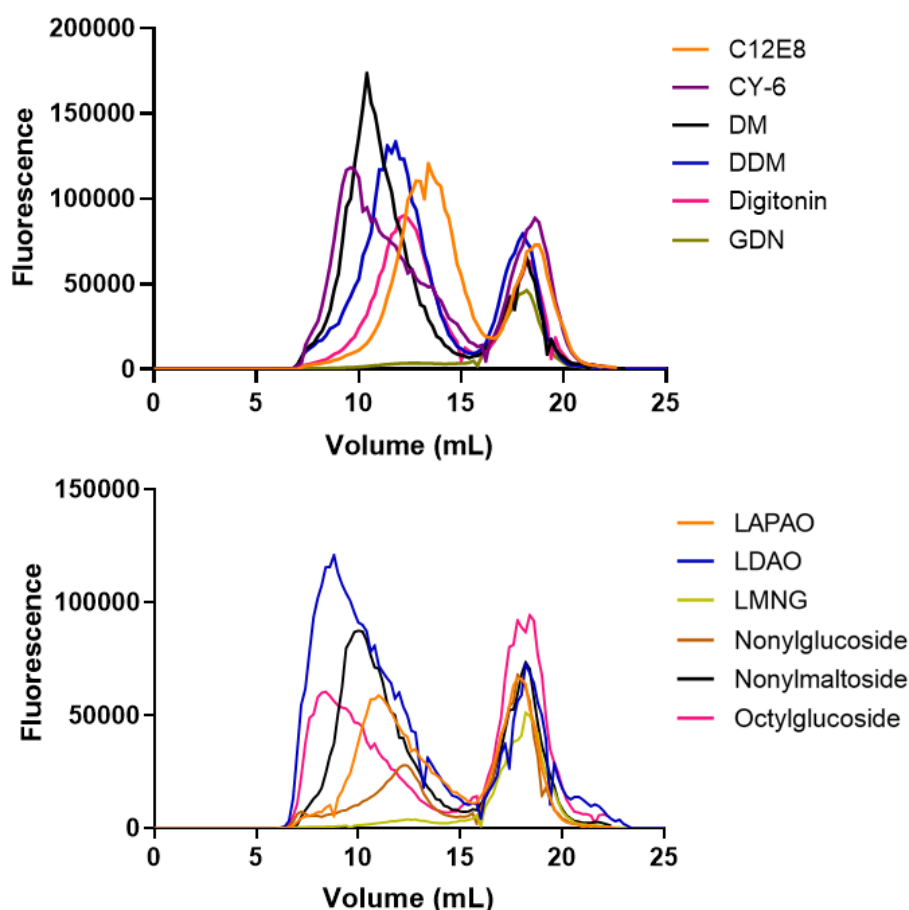 200000
150000
100000
50000
0
Fluorescence
0 5 10 15 20 25
Volume (mL)
C12E8
CY-6
DM
DDM
Digitonin
GDN
150000
100000
50000
0
Fluorescence
0 5 10 15 20 25
Volume (mL)
LAPAO
LDAO
LMNG
Nonylglucoside
Nonylmaltoside
Octylglucoside